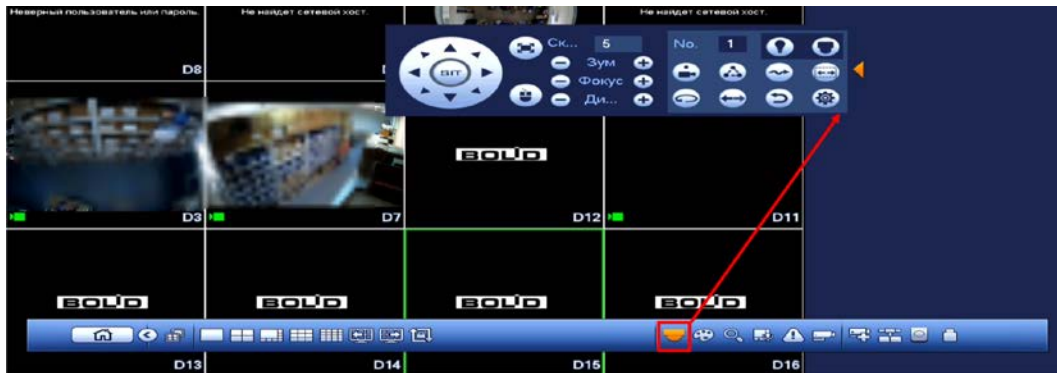 Неверный пользователь или пароль.
Не найдет сетевой хост.
Не найдет сетевой хост.
D8
Ск... 5
Зум
Фокус
Ди...
SIT
No. 1
BOLID
D3
D7
D12
D11
BOLID
BOLID
BOLID
BOLID
D13
D14
D15
D16